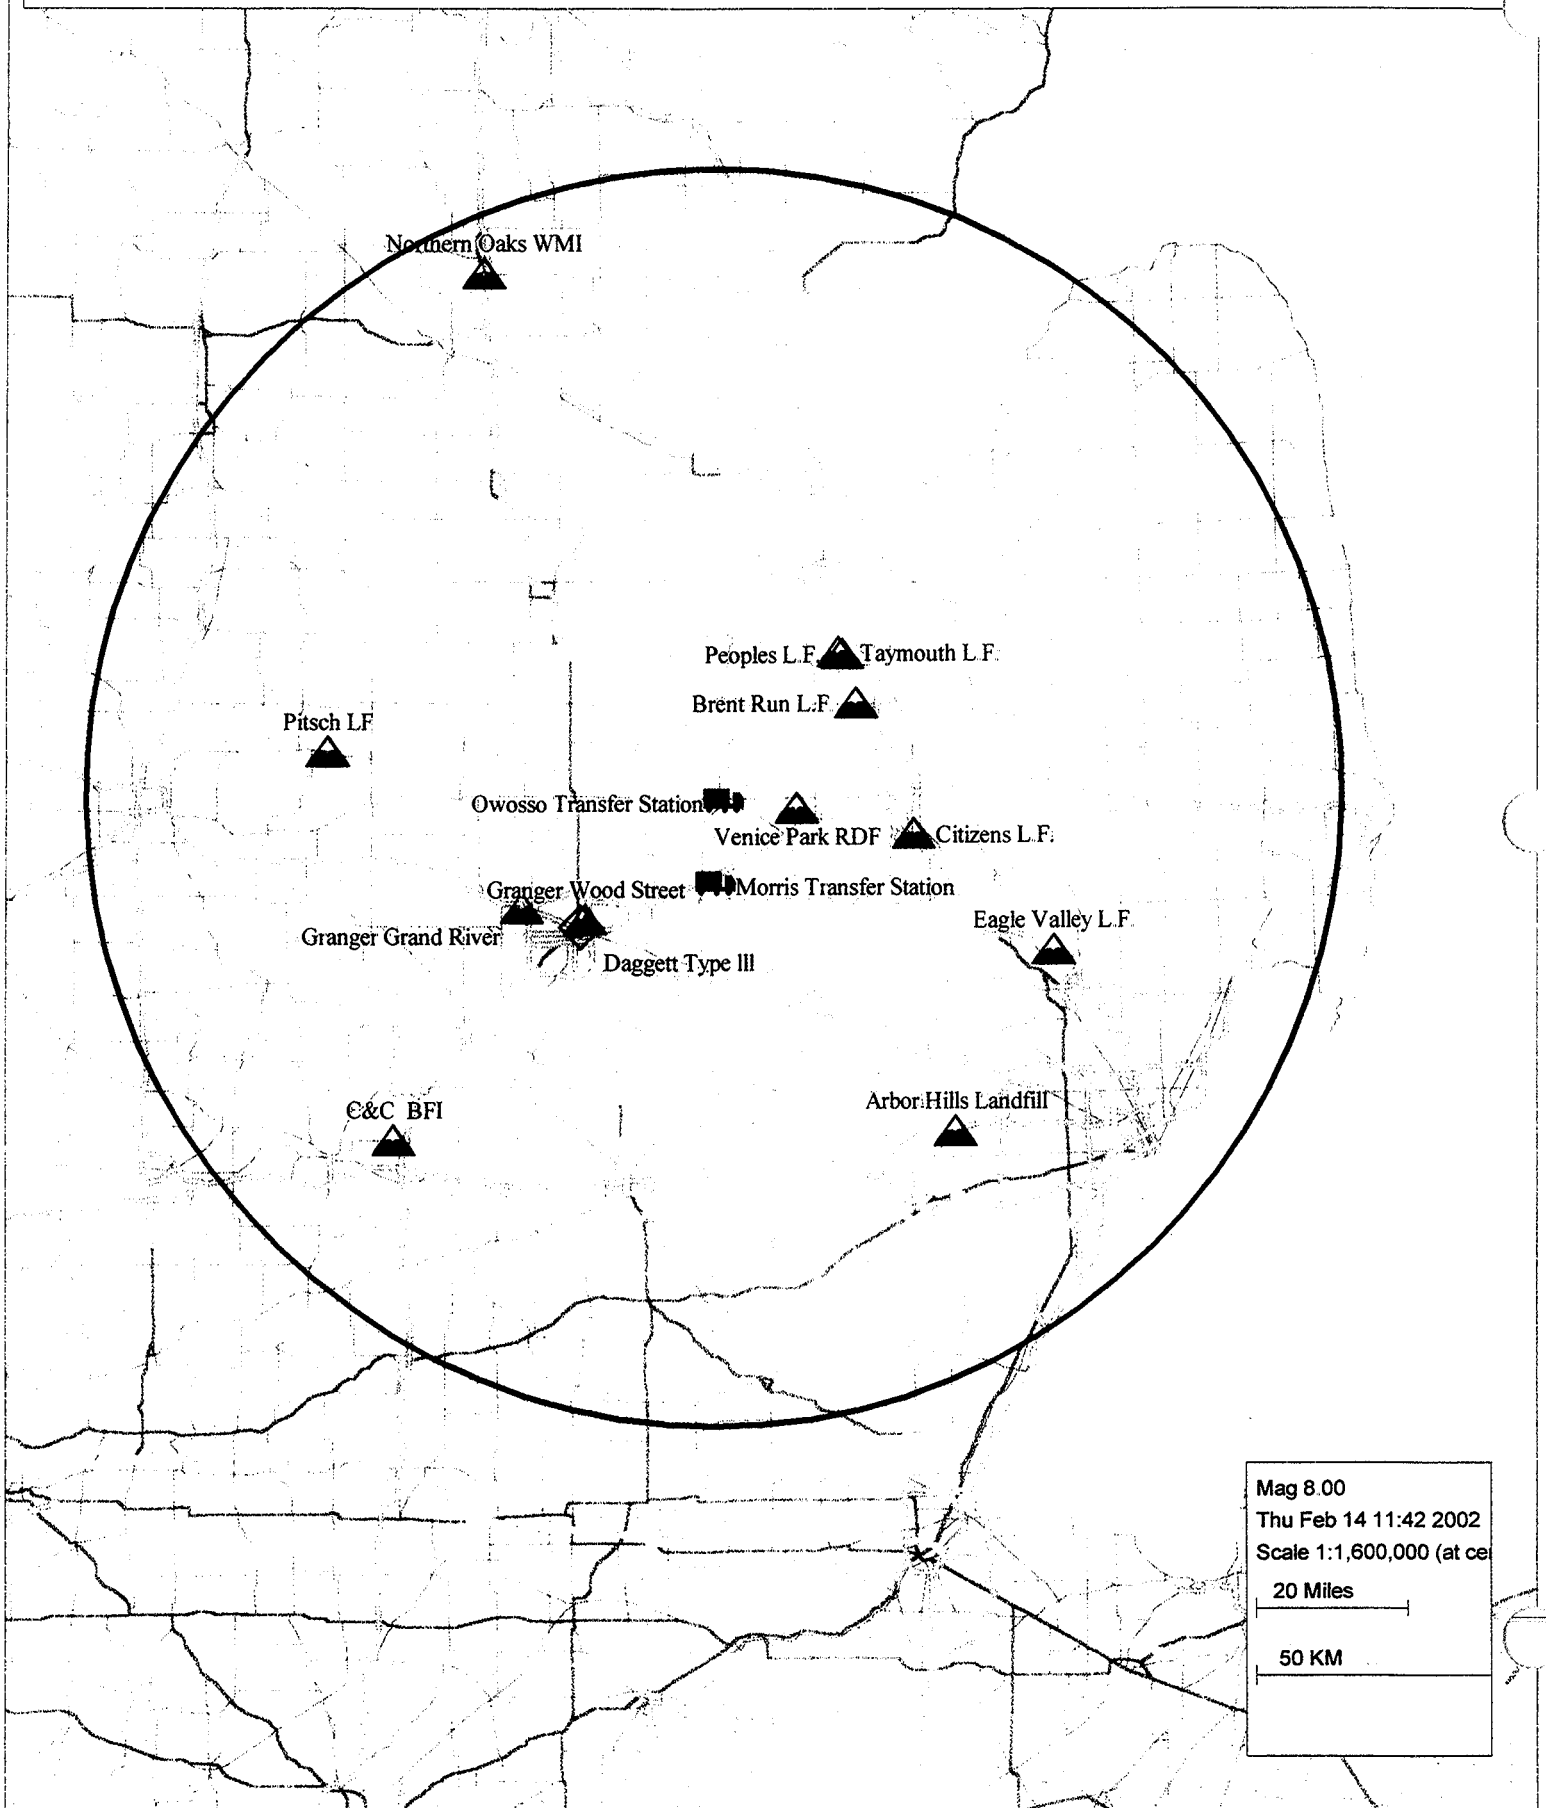 Northern Oaks WMI
Peoples L.F.
Taymouth L.F.
Brent Run L.F.
Pitsch LF
Owosso Transfer Station
Venice Park RDF
Citizens L.F.
Granger Wood Street
Morris Transfer Station
Eagle Valley L.F.
Granger Grand River
Daggett Type III
C&C BFI
Arbor Hills Landfill
Mag 8.00
Thu Feb 14 11:42 2002
Scale 1:1,600,000 (at ce
20 Miles
50 KM